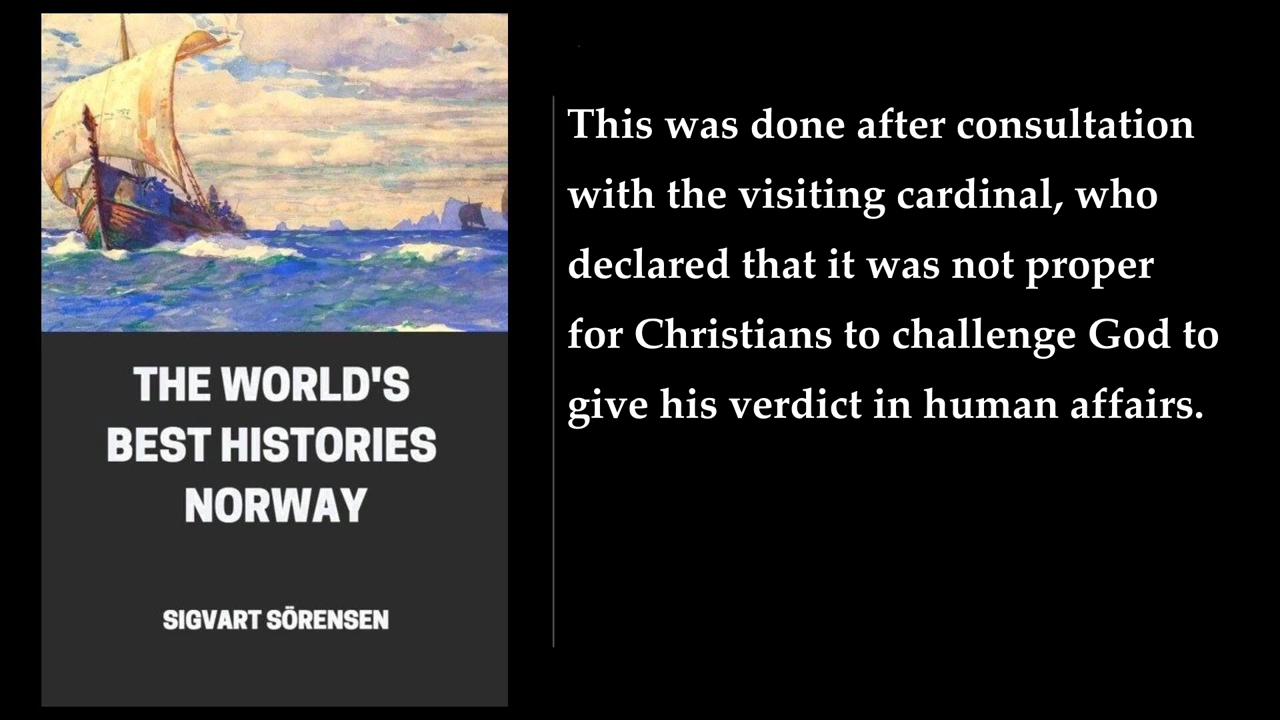 THE WORLD'S
BEST HISTORIES
NORWAY
SIGVART SÖRENSEN
This was done after consultation
with the visiting cardinal, who
declared that it was not proper
for Christians to challenge God to
give his verdict in human affairs.